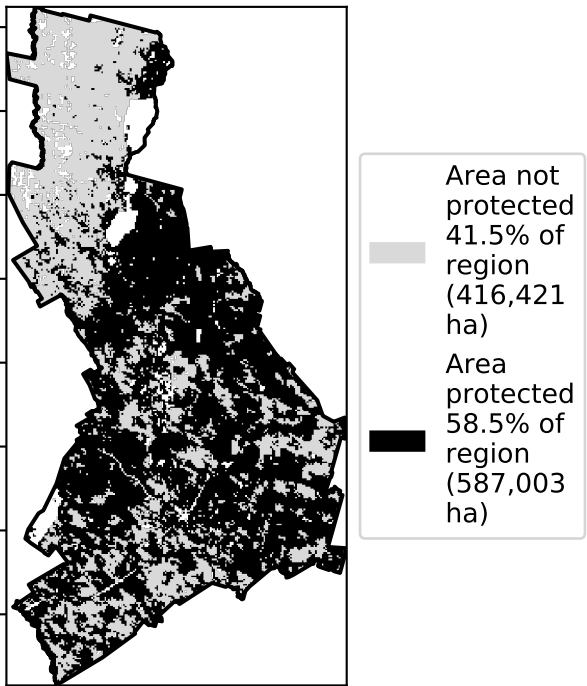 Area not
protected
41.5% of
region
(416,421
ha)
Area
protected
58.5% of
region
(587,003
ha)